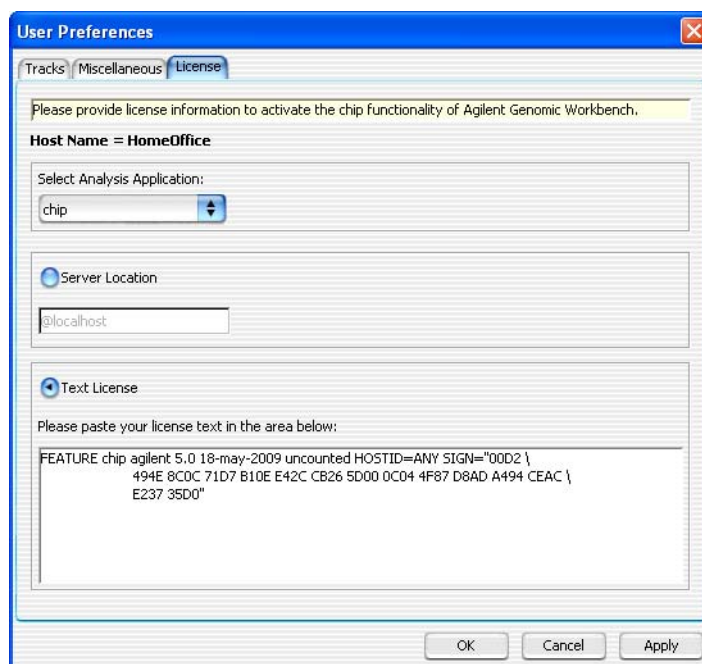 User Preferences
Tracks Miscellaneous License
Please provide license information to activate the chip functionality of Agilent Genomic Workbench.
Host Name = HomeOffice
Select Analysis Application:
chip
Server Location
@localhost
Text License
Please paste your license text in the area below:
FEATURE chip agilent 5.0 18-may-2009 uncounted HOSTID=ANY SIGN="00D2 \
494E 8C0C 71D7 B10E E42C CB26 5D00 0C04 4F87 D8AD A494 CEAC \
E237 35D0"
OK Cancel Apply